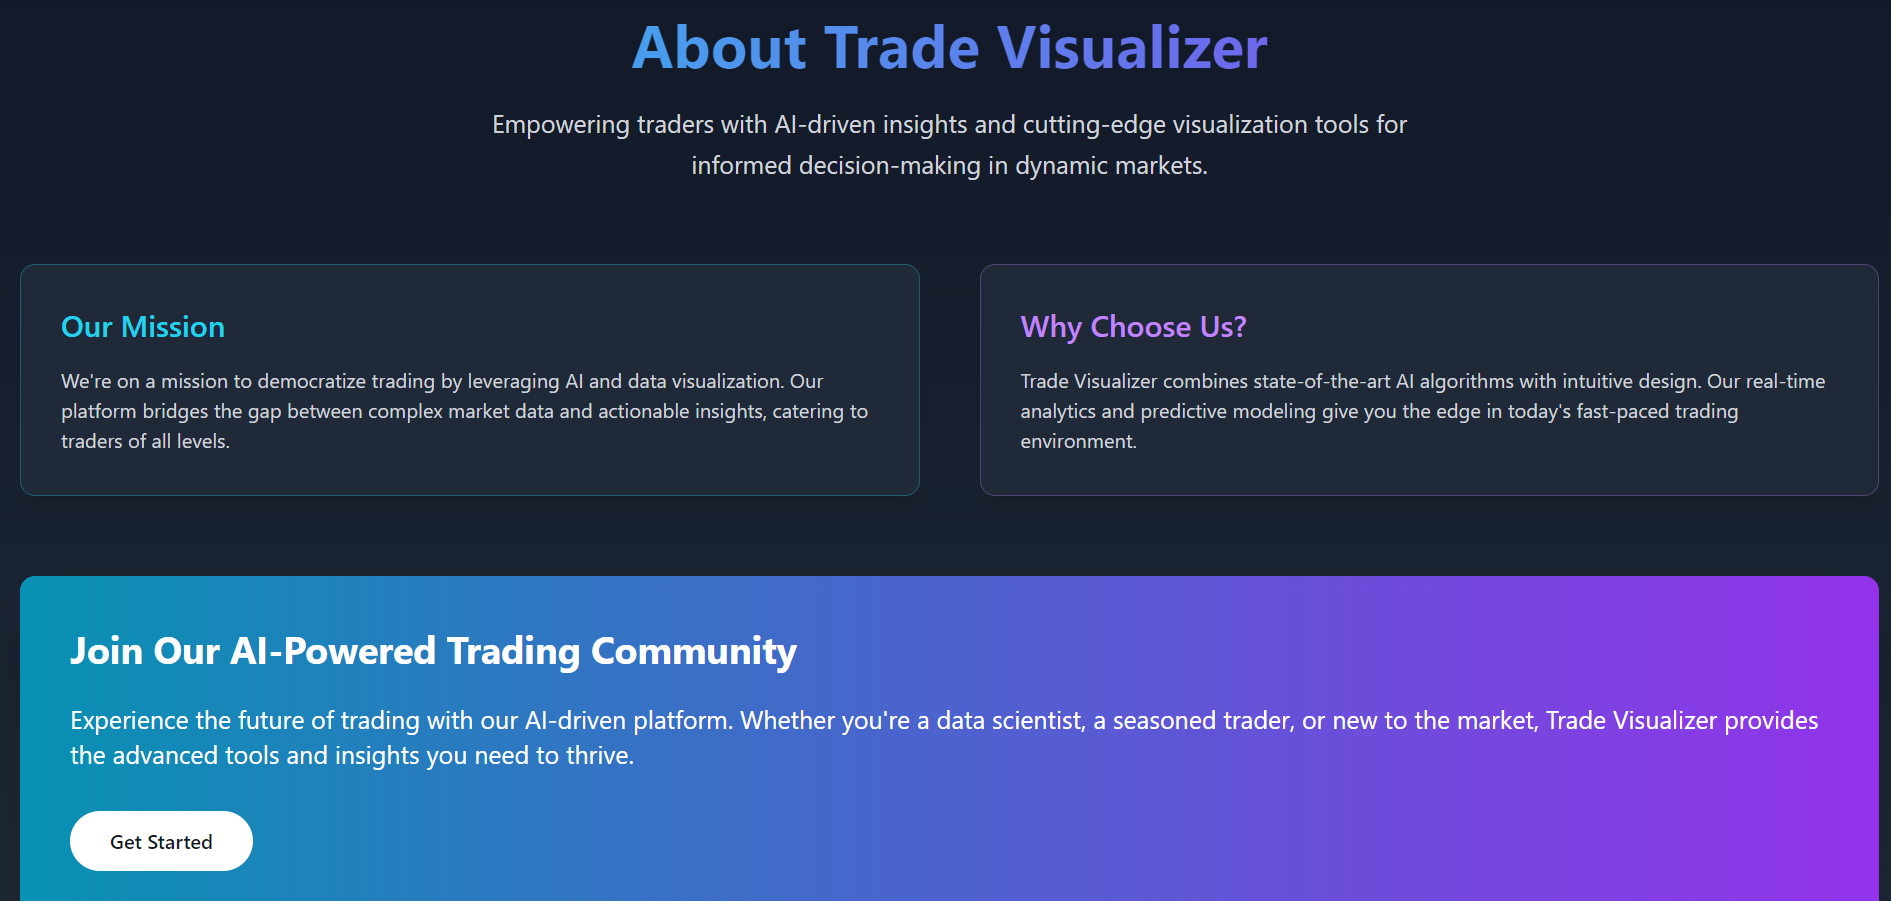 About Trade Visualizer
Empowering traders with AI-driven insights and cutting-edge visualization tools for
informed decision-making in dynamic markets.
Our Mission
We're on a mission to democratize trading by leveraging AI and data visualization. Our
platform bridges the gap between complex market data and actionable insights, catering to
traders of all levels.
Why Choose Us?
Trade Visualizer combines state-of-the-art AI algorithms with intuitive design. Our real-time
analytics and predictive modeling give you the edge in today's fast-paced trading
environment.
Join Our AI-Powered Trading Community
Experience the future of trading with our AI-driven platform. Whether you're a data scientist, a seasoned trader, or new to the market, Trade Visualizer provides
the advanced tools and insights you need to thrive.
Get Started